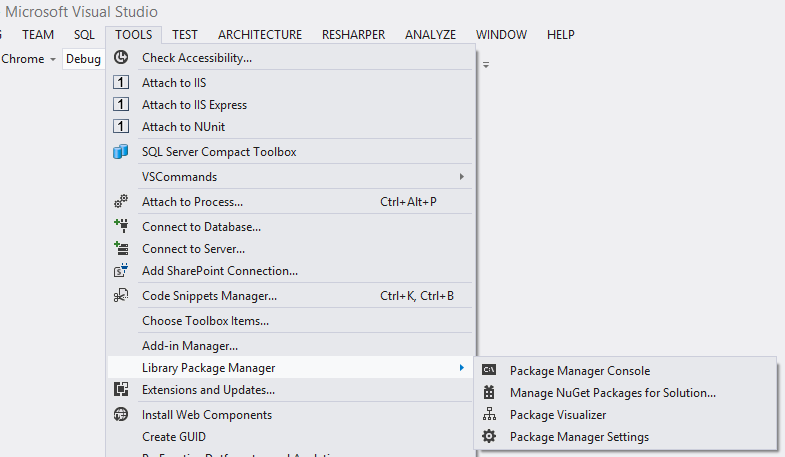 Microsoft Visual Studio
TEAM SQL TOOLS TEST ARCHITECTURE RESHARPER ANALYZE WINDOW HELP
Chrome Debug
Check Accessibility...
1 Attach to IIS
1 Attach to IIS Express
1 Attach to NUnit
SQL Server Compact Toolbox
VSCommands
Attach to Process... Ctrl+Alt+P
Connect to Database...
Connect to Server...
Add SharePoint Connection...
Code Snippets Manager... Ctrl+K, Ctrl+B
Choose Toolbox Items...
Add-in Manager...
Library Package Manager
Extensions and Updates...
Install Web Components
Create GUID
C:\ Package Manager Console
Manage NuGet Packages for Solution...
Package Visualizer
Package Manager Settings